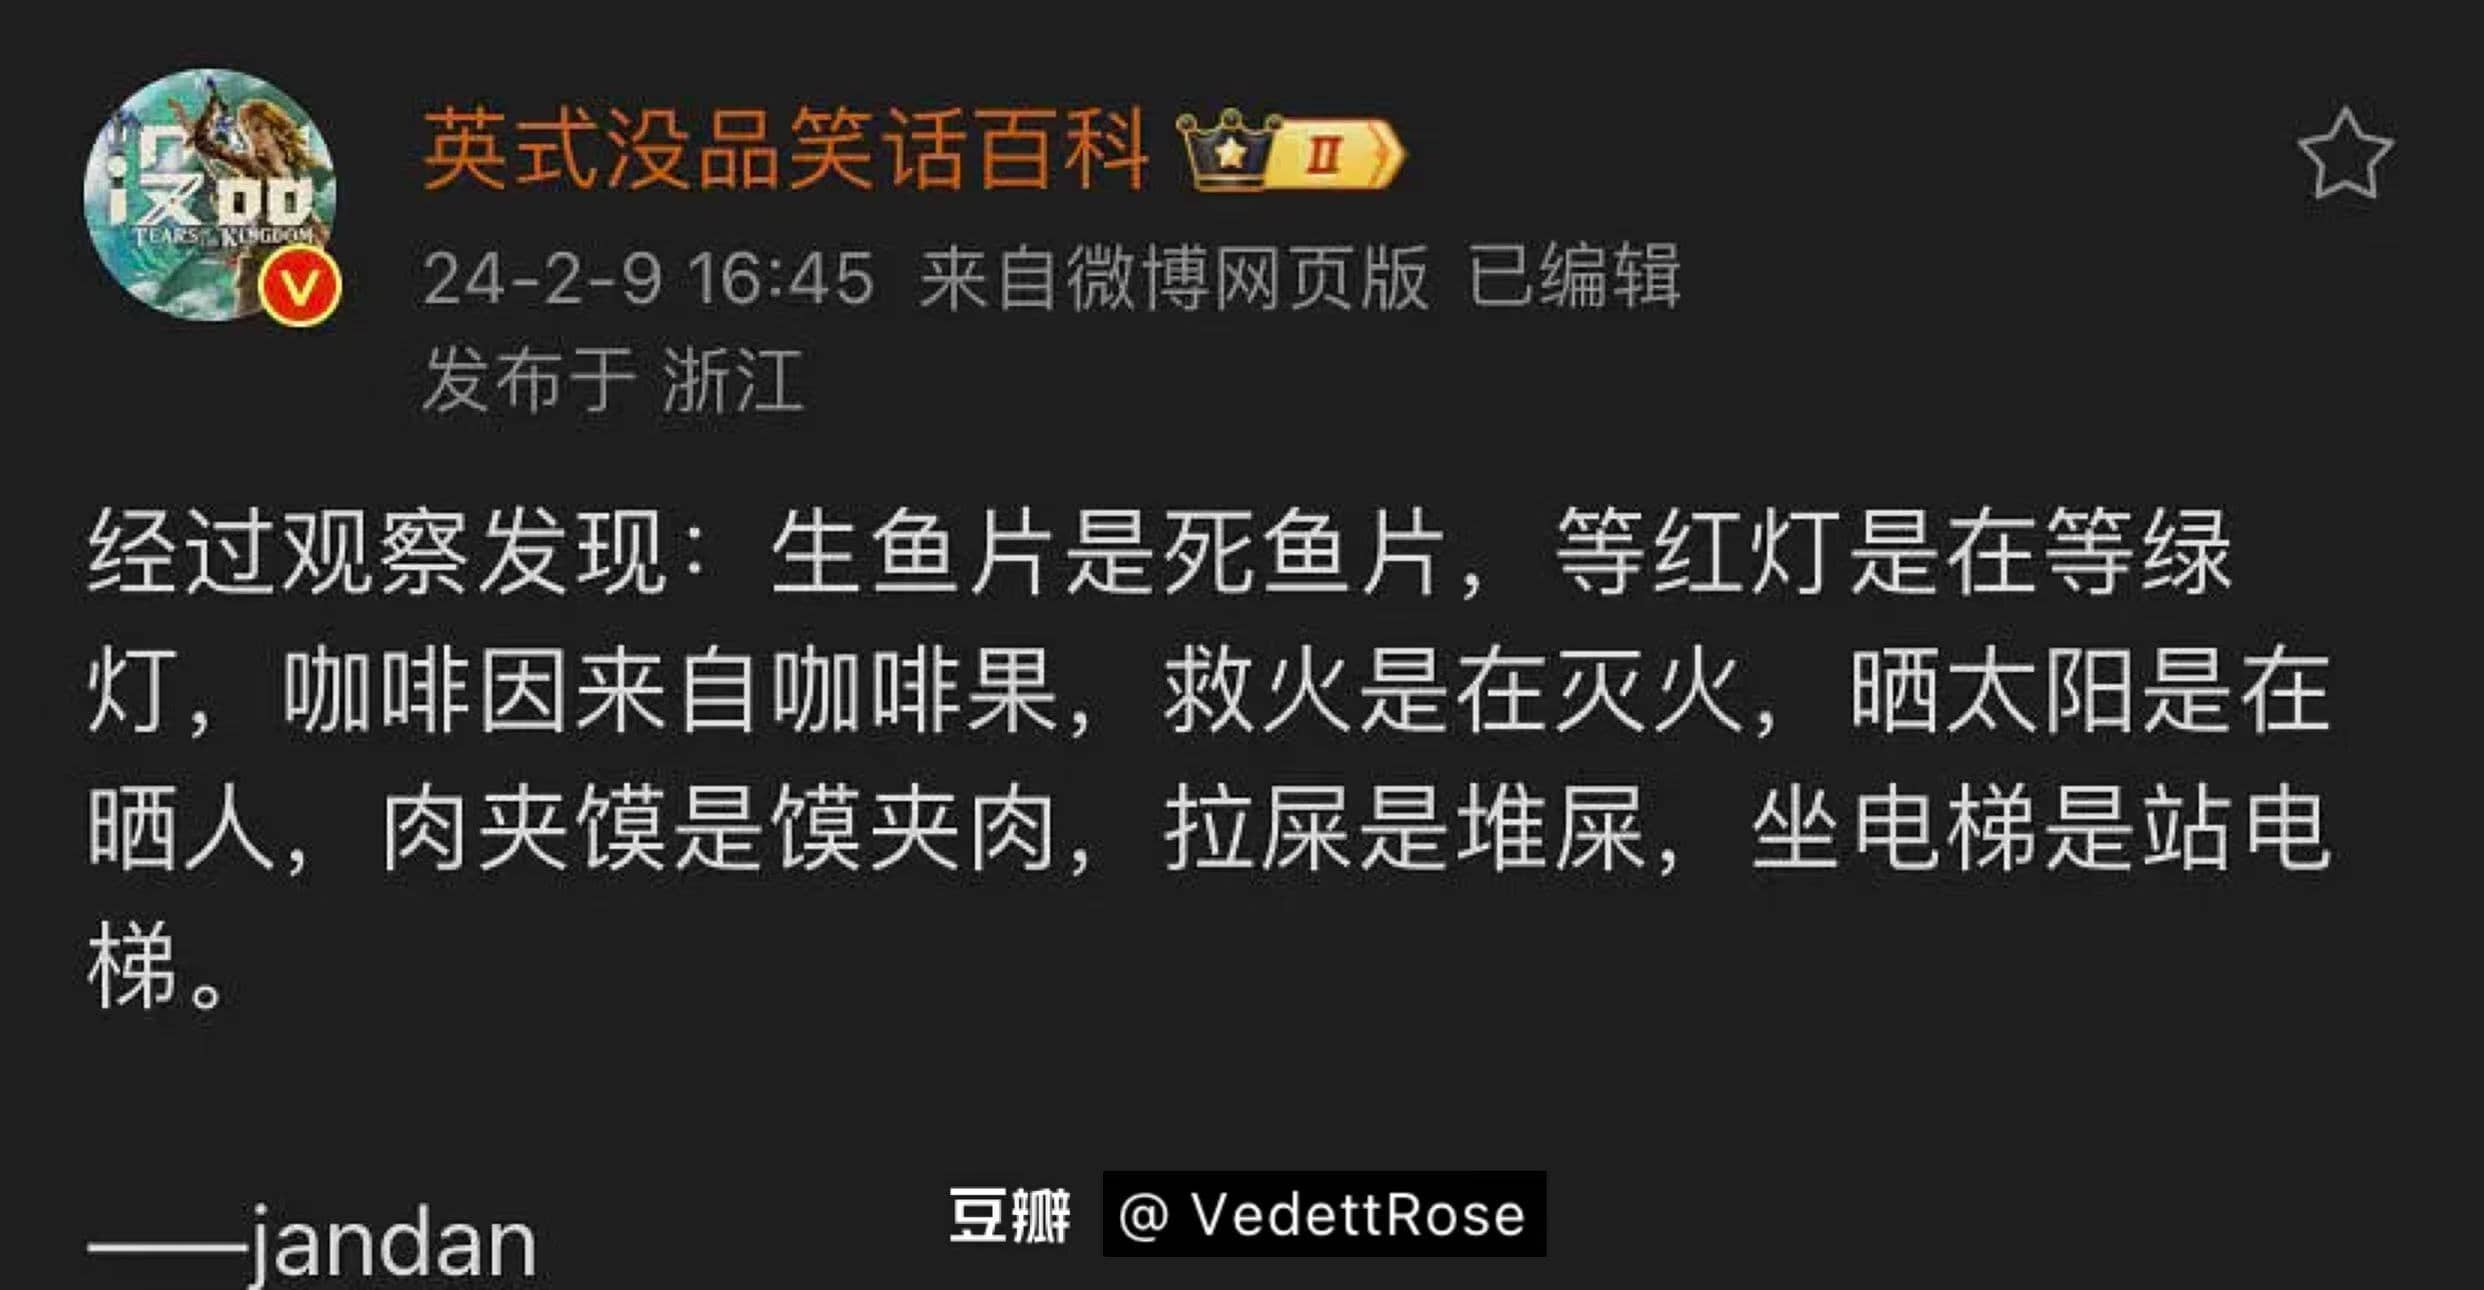 英式没品笑话百科 II
没品
TEARS OF THE KINGDOM
V
24-2-9 16:45 来自微博网页版 已编辑
发布于 浙江
经过观察发现：生鱼片是死鱼片，等红灯是在等绿
灯，咖啡因来自咖啡果，救火是在灭火，晒太阳是在
晒人，肉夹馍是馍夹肉，拉屎是堆屎，坐电梯是站电
梯。
——jandan
豆瓣 @ VedettRose